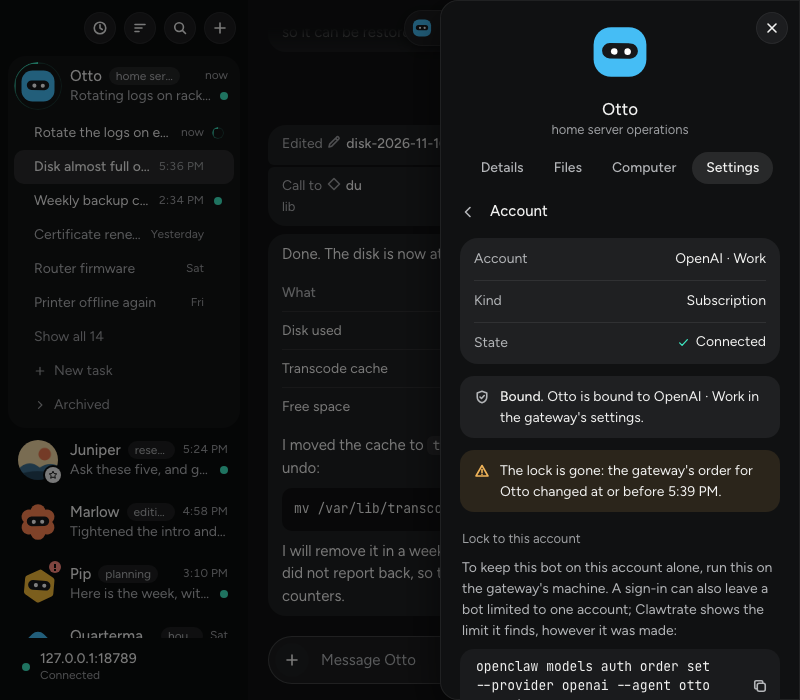 Otto home ser... now
Rotating logs on rack...
Rotate the logs on e... now
Disk almost full o... 5:36 PM
Weekly backup c... 2:34 PM
Certificate rene... Yesterday
Router firmware Sat
Printer offline again Fri
Show all 14
+ New task
Archived
Juniper rese... 5:24 PM
Ask these five, and g...
Marlow editi... 4:58 PM
Tightened the intro and...
Pip planning 3:10 PM
Here is the week, wit...
Quarterma hou Sat
127.0.0.1:18789
Connected
so it can be restor
Edited disk-2026-11-1
Call to du
lib
Done. The disk is now at
What
Disk used
Transcode cache
Free space
I moved the cache to
undo:
mv /var/lib/transco
I will remove it in a week
did not report back, so t
counters.
Message Otto
Otto
home server operations
Details Files Computer Settings
Account
Account OpenAI · Work
Kind Subscription
State Connected
Bound. Otto is bound to OpenAI · Work in
the gateway's settings.
The lock is gone: the gateway's order for
Otto changed at or before 5:39 PM.
Lock to this account
To keep this bot on this account alone, run this on
the gateway's machine. A sign-in can also leave a
bot limited to one account; Clawtrate shows the
limit it finds, however it was made:
openclaw models auth order set
--provider openai --agent otto